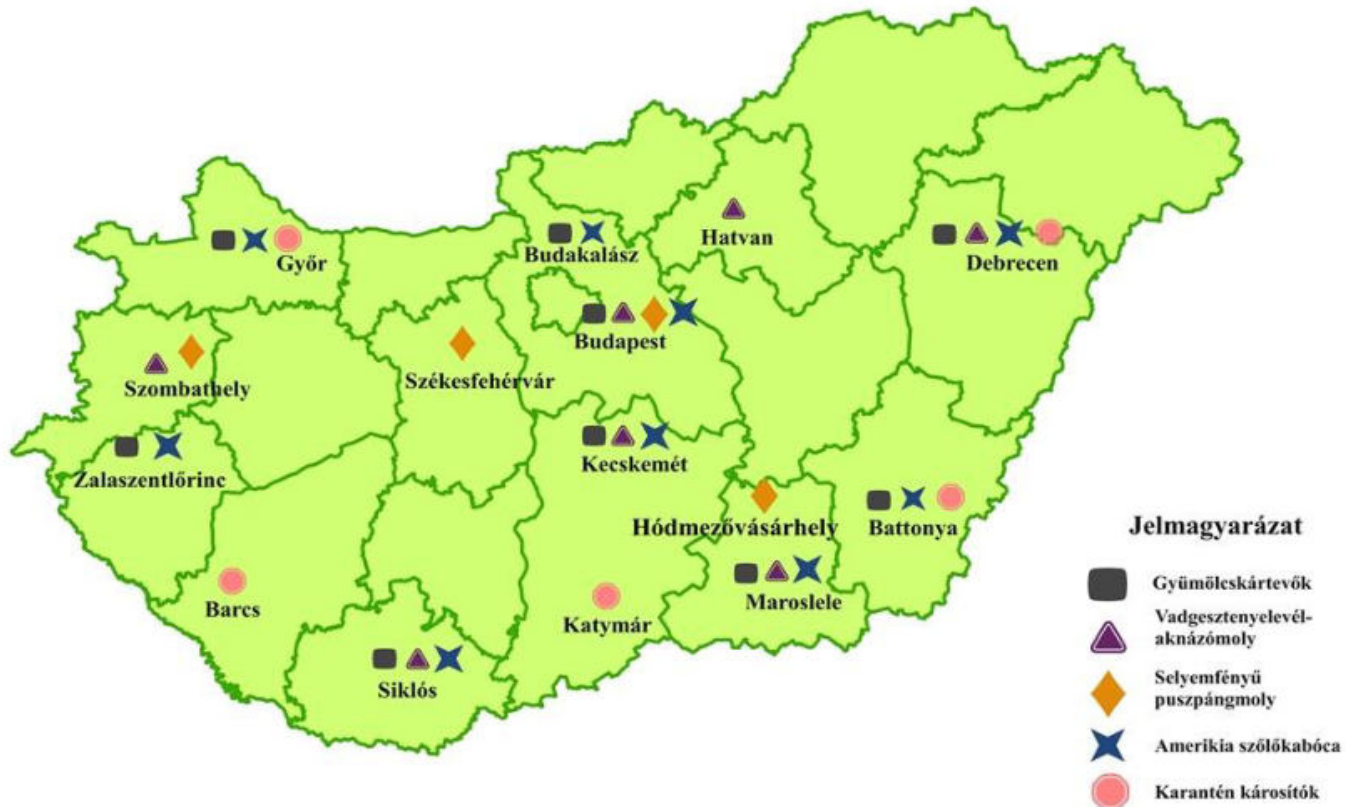 Hatvan
Győr
Budakalász
Debrecen
Budapest
Szombathely
Székesfehérvár
Zalaszentlőrinc
Kecskemét
Hódmezővásárhely
Battonya
Barcs
Katymár
Maroslele
Siklós
Jelmagyarázat
Gyümölcskártevők
Vadgesztenyelevél-
aknázómoly
Selyemfényű
puszpángmoly
Amerikia szőlőkabóca
Karantén károsítók